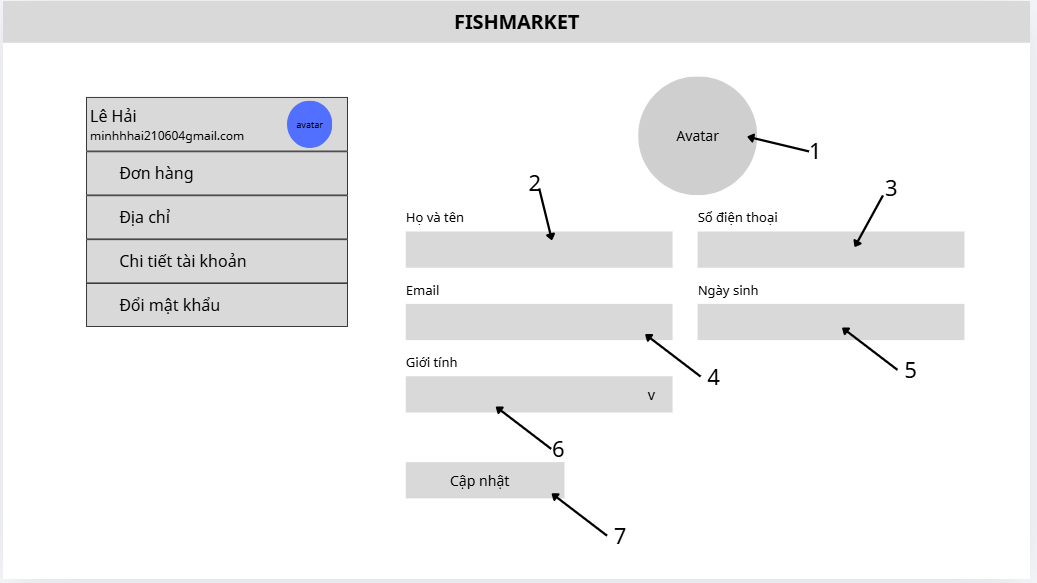 FISHMARKET
Lê Hải
minhhhai210604gmail.com
avatar
Đơn hàng
Địa chỉ
Chi tiết tài khoản
Đổi mật khẩu
Avatar
1
2
3
Họ và tên
Số điện thoại
Email
Ngày sinh
4
5
Giới tính
v
6
Cập nhật
7